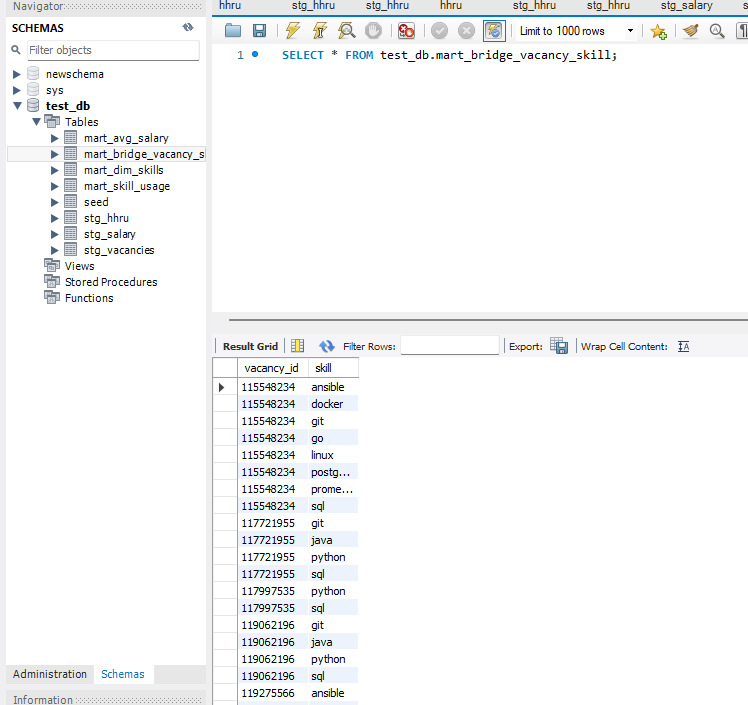 Navigator
SCHEMAS
Filter objects
newschema
sys
test_db
Tables
mart_avg_salary
mart_bridge_vacancy_s
mart_dim_skills
mart_skill_usage
seed
stg_hhru
stg_salary
stg_vacancies
Views
Stored Procedures
Functions
Administration Schemas
Information
hhru stg_hhru stg_hhru hhru stg_hhru stg_hhru stg_salary s
Limit to 1000 rows
1 SELECT * FROM test_db.mart_bridge_vacancy_skill;
Result Grid Filter Rows: Export: Wrap Cell Content:
vacancy_id skill
115548234 ansible
115548234 docker
115548234 git
115548234 go
115548234 linux
115548234 postg...
115548234 prome...
115548234 sql
117721955 git
117721955 java
117721955 python
117721955 sql
117997535 python
117997535 sql
119062196 git
119062196 java
119062196 python
119062196 sql
119275566 ansible